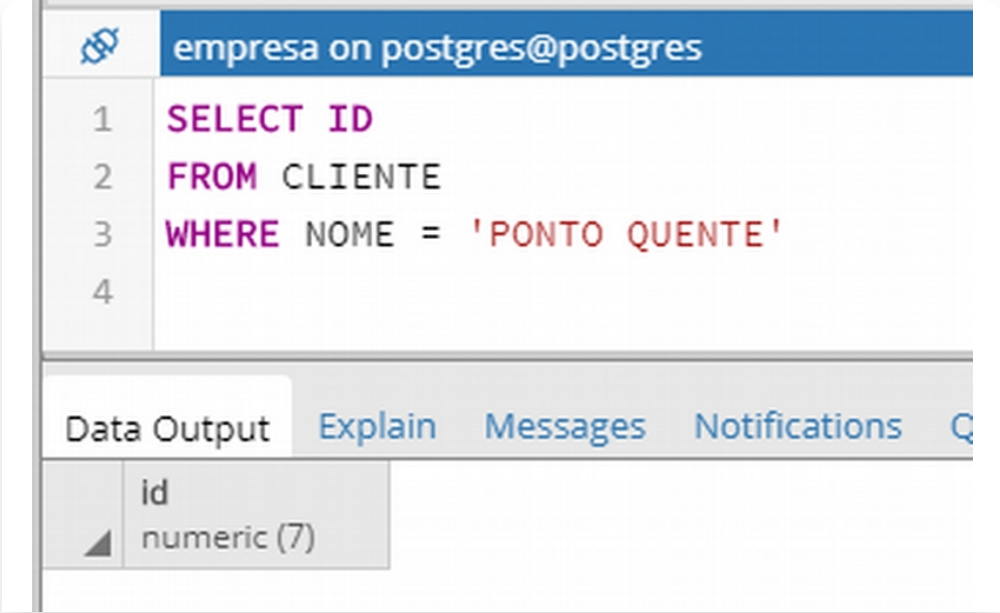 empresa on postgres@postgres
1 SELECT ID
2 FROM CLIENTE
3 WHERE NOME = 'PONTO QUENTE'
4
Data Output Explain Messages Notifications
id
numeric (7)